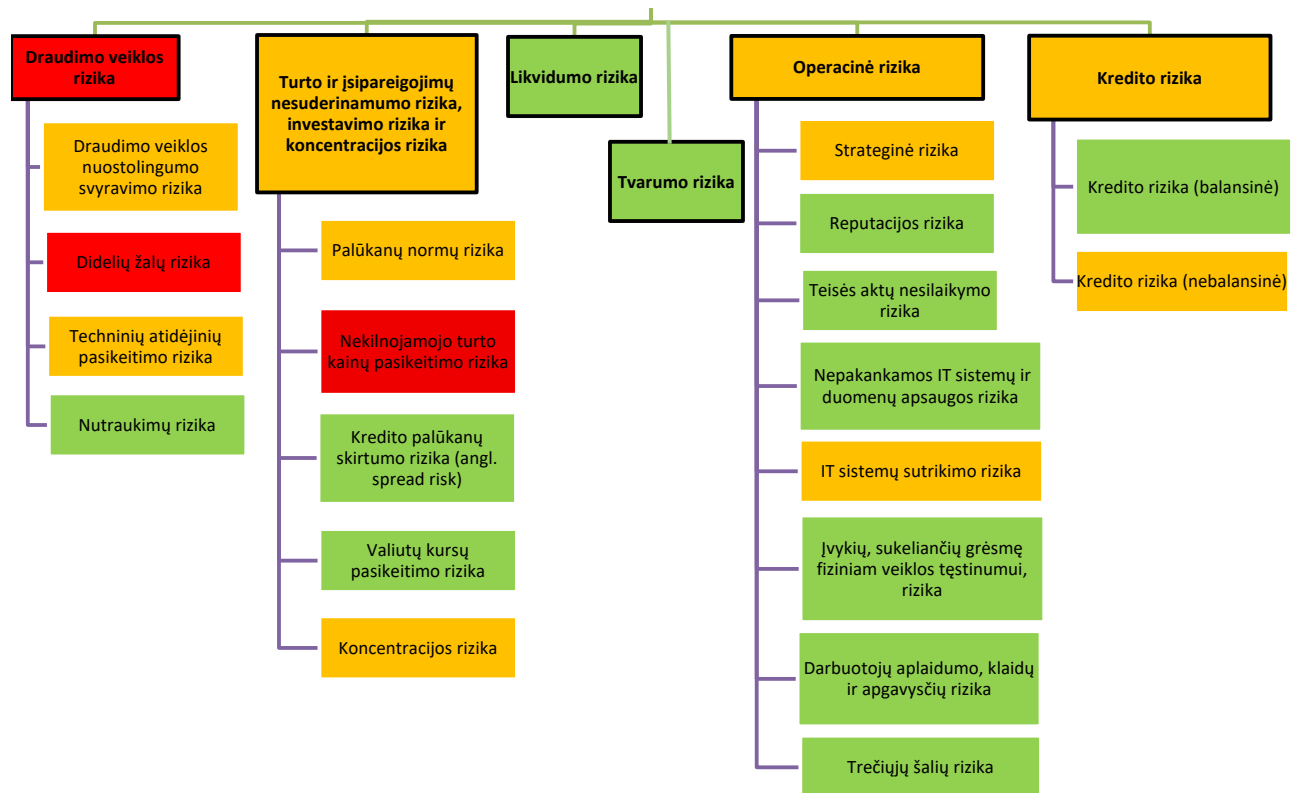 Draudimo veiklos
rizika
Draudimo veiklos
nuostolingumo
svyravimo rizika
Didelių žalų rizika
Techninių atidėjinių
pasikeitimo rizika
Nutraukimų rizika
Turto ir įsipareigojimų
nesuderinamumo rizika,
investavimo rizika ir
koncentracijos rizika
Palūkanų normų rizika
Nekilnojamojo turto
kainų pasikeitimo rizika
Kredito palūkanų
skirtumo rizika (angl.
spread risk)
Valiutų kursų
pasikeitimo rizika
Koncentracijos rizika
Likvidumo rizika
Tvarumo rizika
Operacinė rizika
Strateginė rizika
Reputacijos rizika
Teisės aktų nesilaikymo
rizika
Nepakankamos IT sistemų ir
duomenų apsaugos rizika
IT sistemų sutrikimo rizika
Įvykių, sukeliančių grėsmę
fiziniam veiklos tęstinumui,
rizika
Darbuotojų aplaidumo, klaidų
ir apgavysčių rizika
Trečiųjų šalių rizika
Kredito rizika
Kredito rizika (balansinė)
Kredito rizika (nebalansinė)